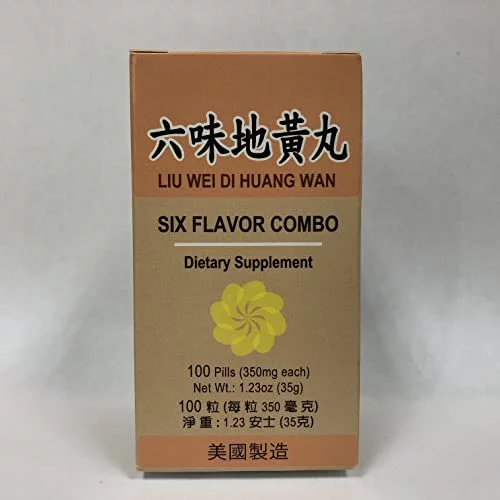 六味地黃丸
LIU WEI DI HUANG WAN
SIX FLAVOR COMBO
Dietary Supplement
100 Pills (350mg each)
Net Wt.: 1.23oz (35g)
100 粒 (每 粒 350 毫 克)
淨 重 : 1.23 安士 (35克)
美國製造